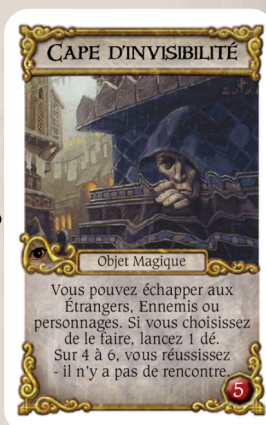 CAPE D'INVISIBILITÉ
Objet Magique
Vous pouvez échapper aux
Étrangers, Ennemis ou
personnages. Si vous choisissez
de le faire, lancez 1 dé.
Sur 4 à 6, vous réussissez
- il n'y a pas de rencontre.
5